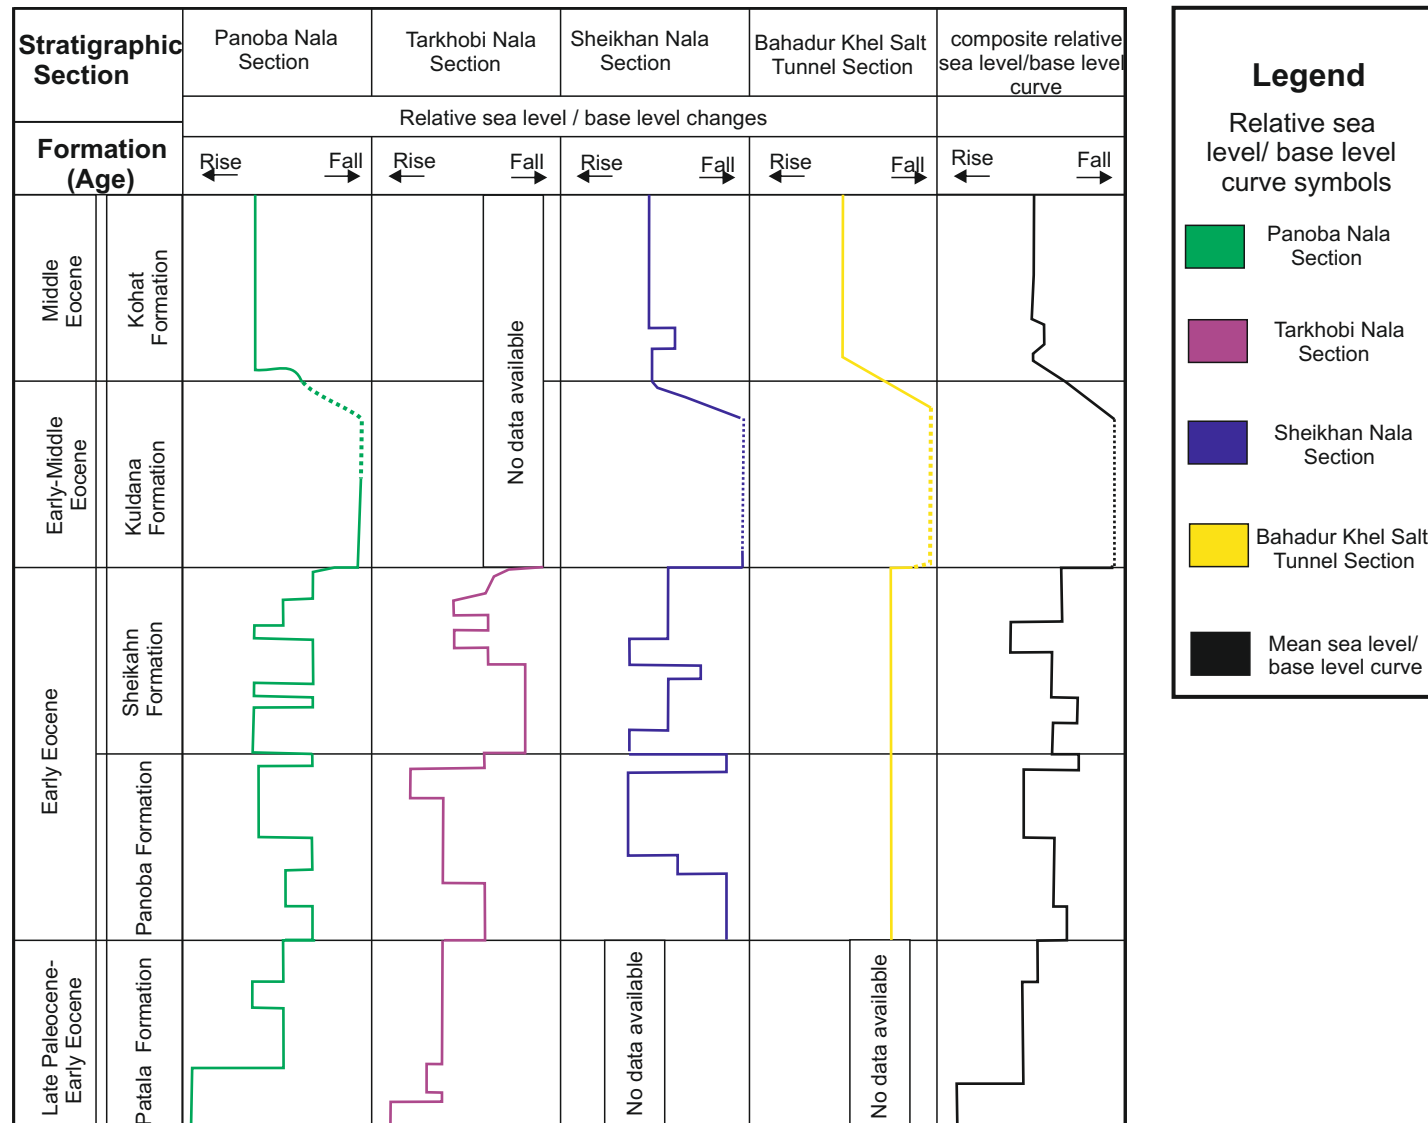 Stratigraphic
Section
Panoba Nala
Section
Tarkhobi Nala
Section
Sheikhan Nala
Section
Bahadur Khel Salt
Tunnel Section
composite relative
sea level/base level
curve
Relative sea level / base level changes
Formation
(Age)
Rise
Fall
Rise
Fall
Rise
Fall
Rise
Fall
Rise
Fall
Middle
Eocene
Kohat
Formation
No data available
Early-Middle
Eocene
Kuldana
Formation
Early Eocene
Sheikahn
Formation
Panoba Formation
Late Paleocene-
Early Eocene
Patala Formation
No data available
No data available
Legend
Relative sea
level/ base level
curve symbols
Panoba Nala
Section
Tarkhobi Nala
Section
Sheikhan Nala
Section
Bahadur Khel Salt
Tunnel Section
Mean sea level/
base level curve